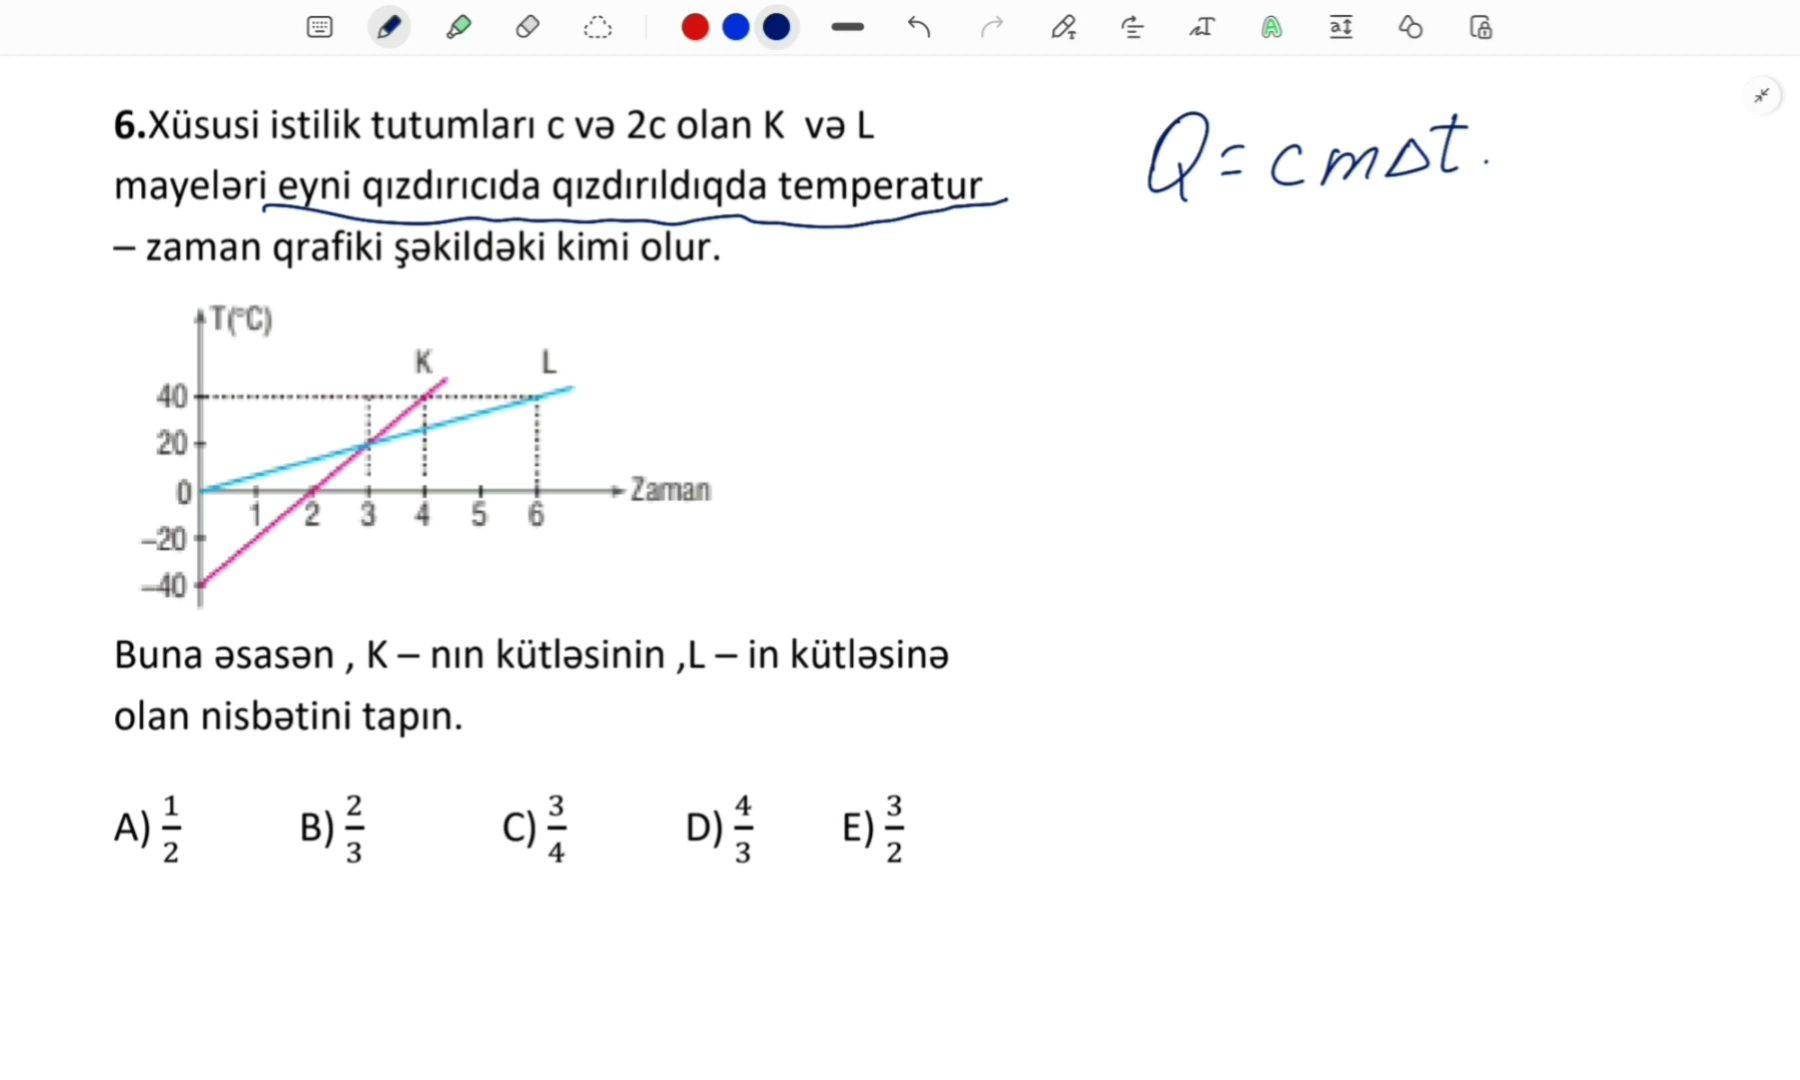 6.Xüsusi istilik tutumları c və 2c olan K və L
Q = cmΔt.
mayeləri eyni qızdırıcıda qızdırıldıqda temperatur
– zaman qrafiki şəkildəki kimi olur.
T(°C)
K L
40
20
0
Zaman
1 2 3 4 5 6
–20
–40
Buna əsasən , K – nın kütləsinin ,L – in kütləsinə
olan nisbətini tapın.
A) 1/2 B) 2/3 C) 3/4 D) 4/3 E) 3/2